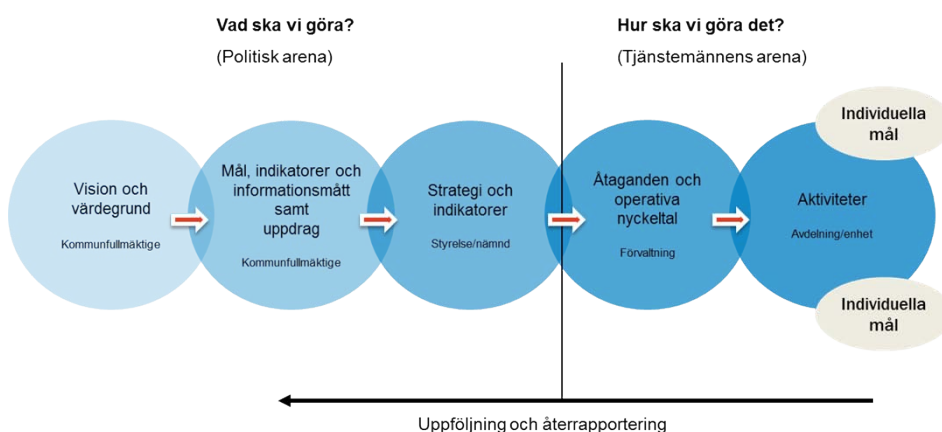 Vad ska vi göra?
(Politisk arena)
Hur ska vi göra det?
(Tjänstemännens arena)
Vision och
värdegrund
Kommunfullmäktige
Mål, indikatorer och
informationsmått
samt
uppdrag
Kommunfullmäktige
Strategi och
indikatorer
Styrelse/nämnd
Åtaganden och
operativa
nyckeltal
Förvaltning
Aktiviteter
Avdelning/enhet
Individuella
mål
Individuella
mål
Uppföljning och återrapportering